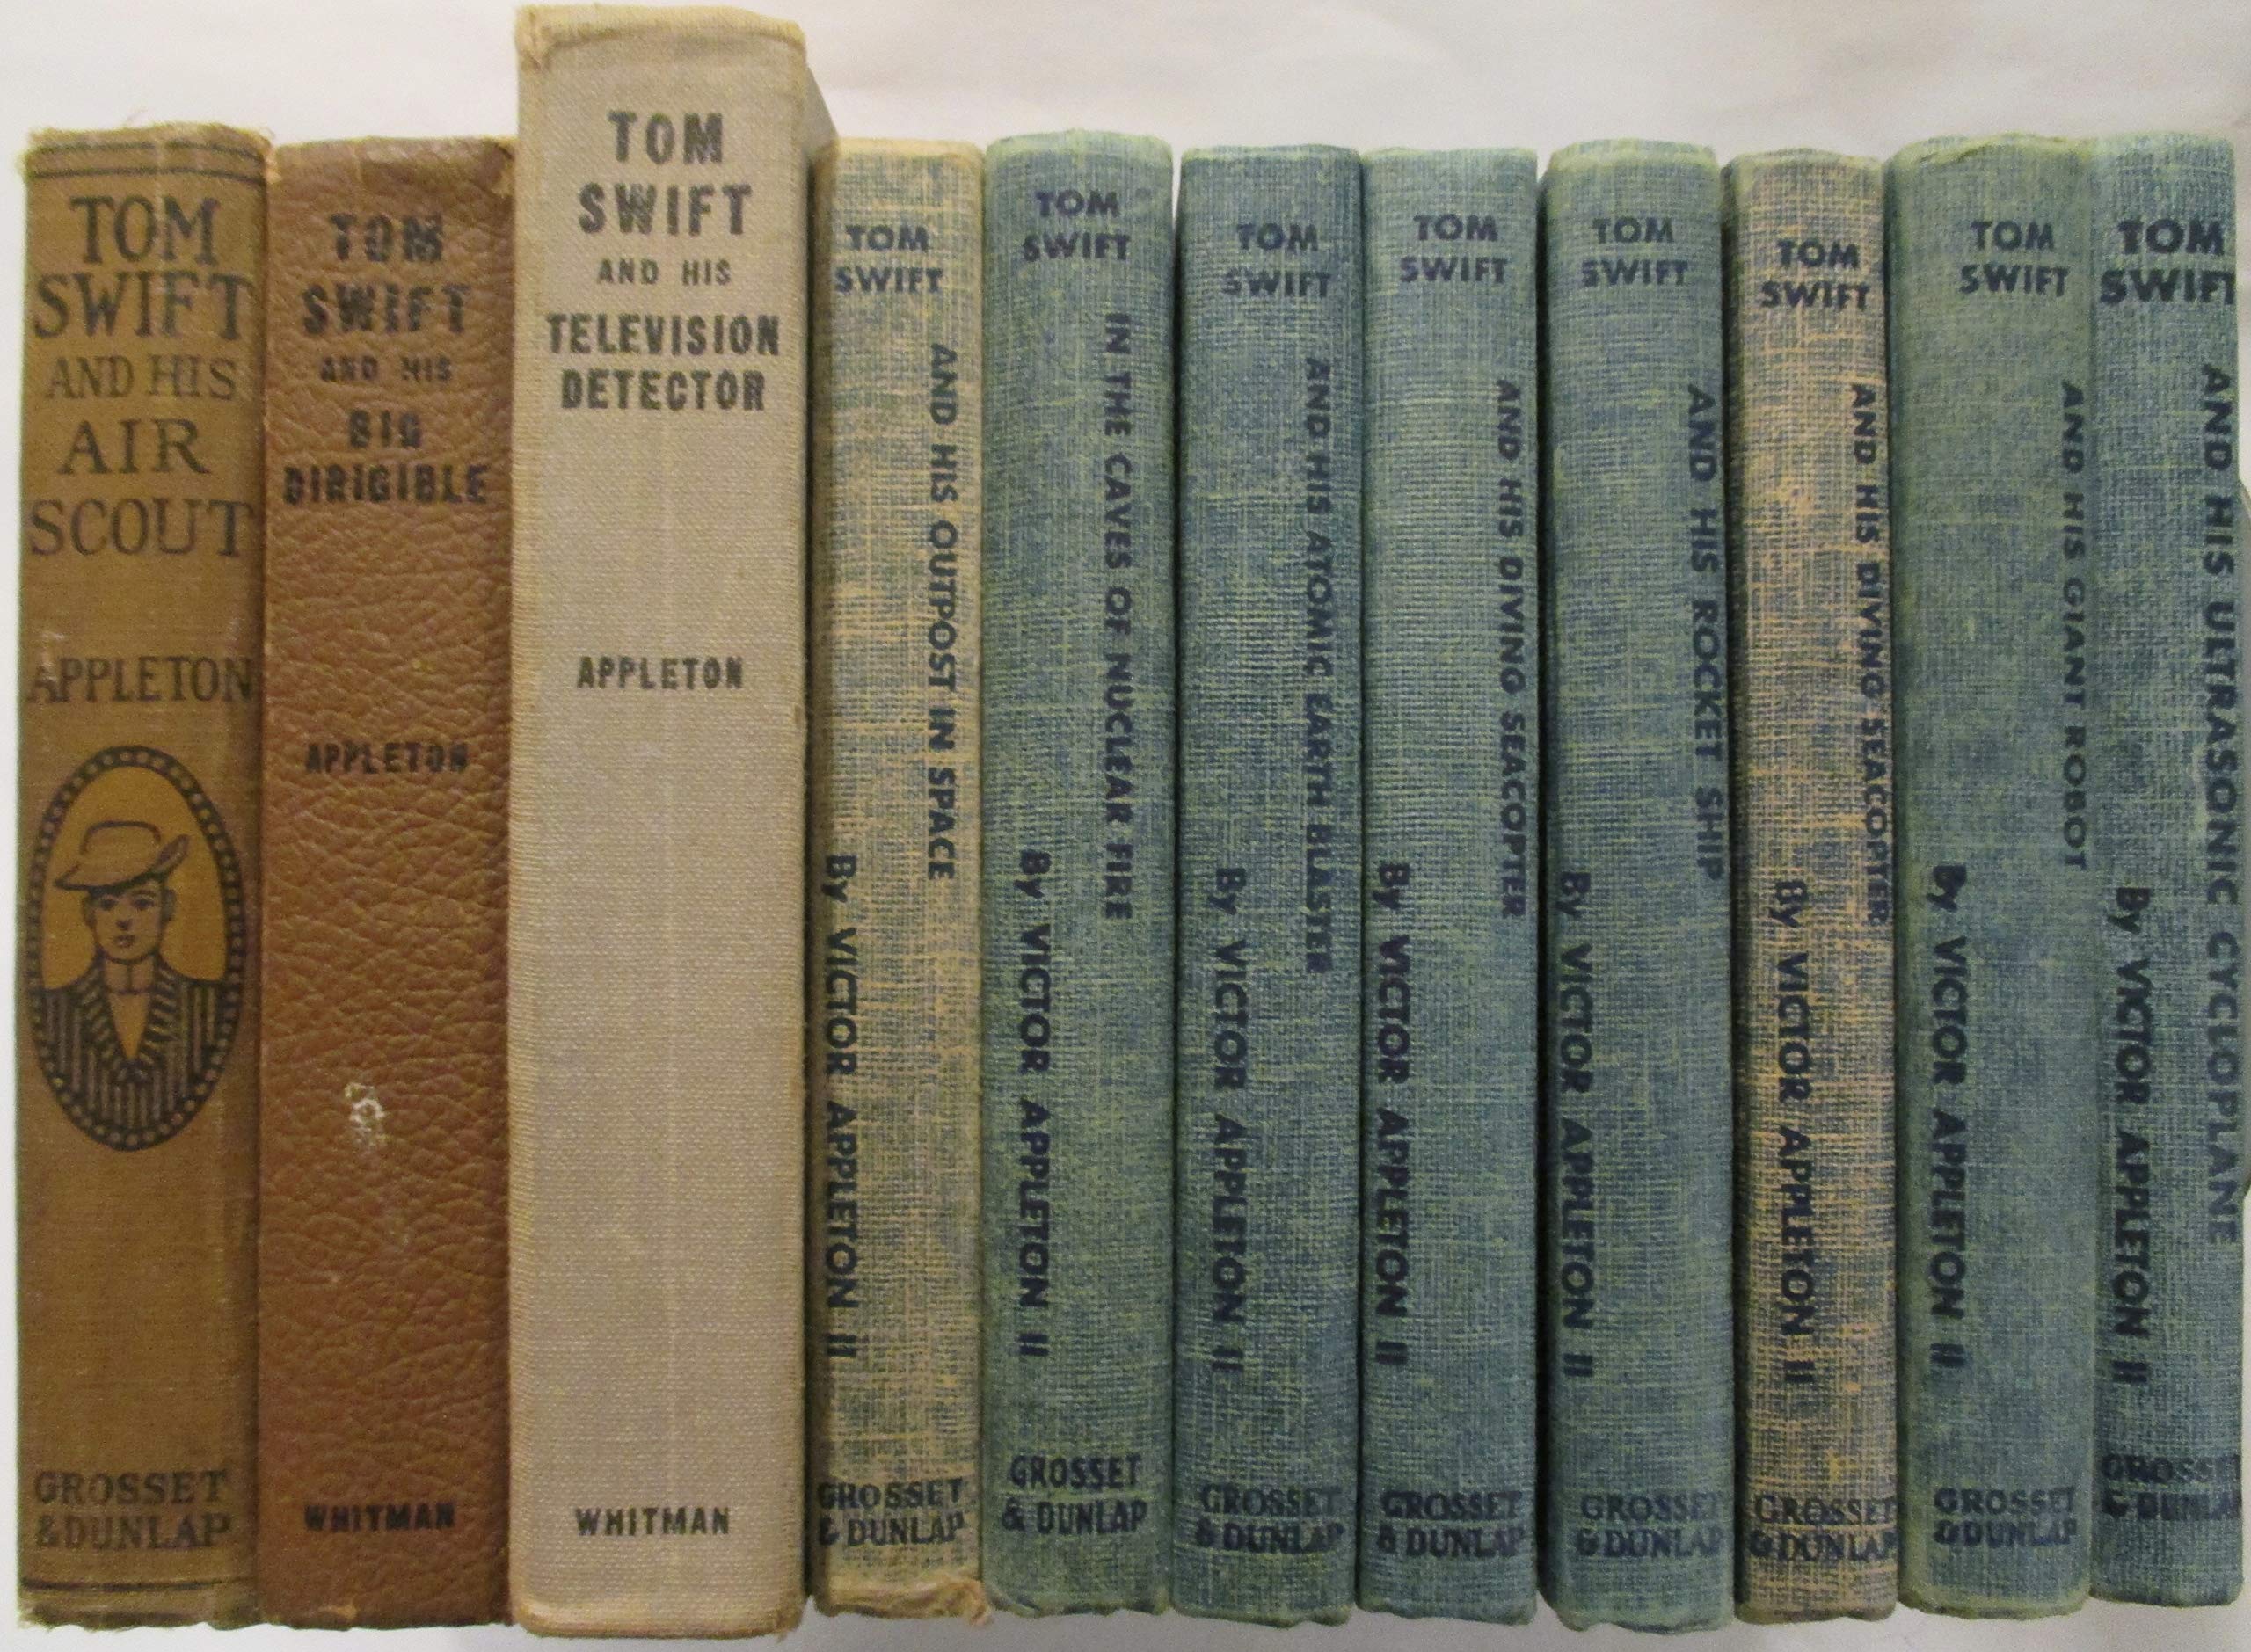 TOM
SWIFT
AND HIS
AIR
SCOUT
APPLETON
GROSSET
&DUNLAP
TOM
SWIFT
AND HIS
BIG
DIRIGIBLE
APPLETON
WHITMAN
TOM
SWIFT
AND HIS
TELEVISION
DETECTOR
APPLETON
WHITMAN
TOM
SWIFT
AND HIS OUTPOST IN SPACE
By VICTOR APPLETON II
GROSSET
& DUNLAP
TOM
SWIFT
IN THE CAVES OF NUCLEAR FIRE
By VICTOR APPLETON II
GROSSET
& DUNLAP
TOM
SWIFT
AND HIS ATOMIC EARTH BLASTER
By VICTOR APPLETON II
GROSSET
& DUNLAP
TOM
SWIFT
AND HIS DIVING SEACOPTER
By VICTOR APPLETON II
GROSSET
& DUNLAP
TOM
SWIFT
AND HIS ROCKET SHIP
By VICTOR APPLETON II
GROSSET
& DUNLAP
TOM
SWIFT
AND HIS DIVING SEACOPTER
By VICTOR APPLETON II
GROSSET
& DUNLAP
TOM
SWIFT
AND HIS GIANT ROBOT
By VICTOR APPLETON II
GROSSET
& DUNLAP
TOM
SWIFT
AND HIS ULTRASONIC CYCLOPLANE
By VICTOR APPLETON II
GROSSET
& DUNLAP